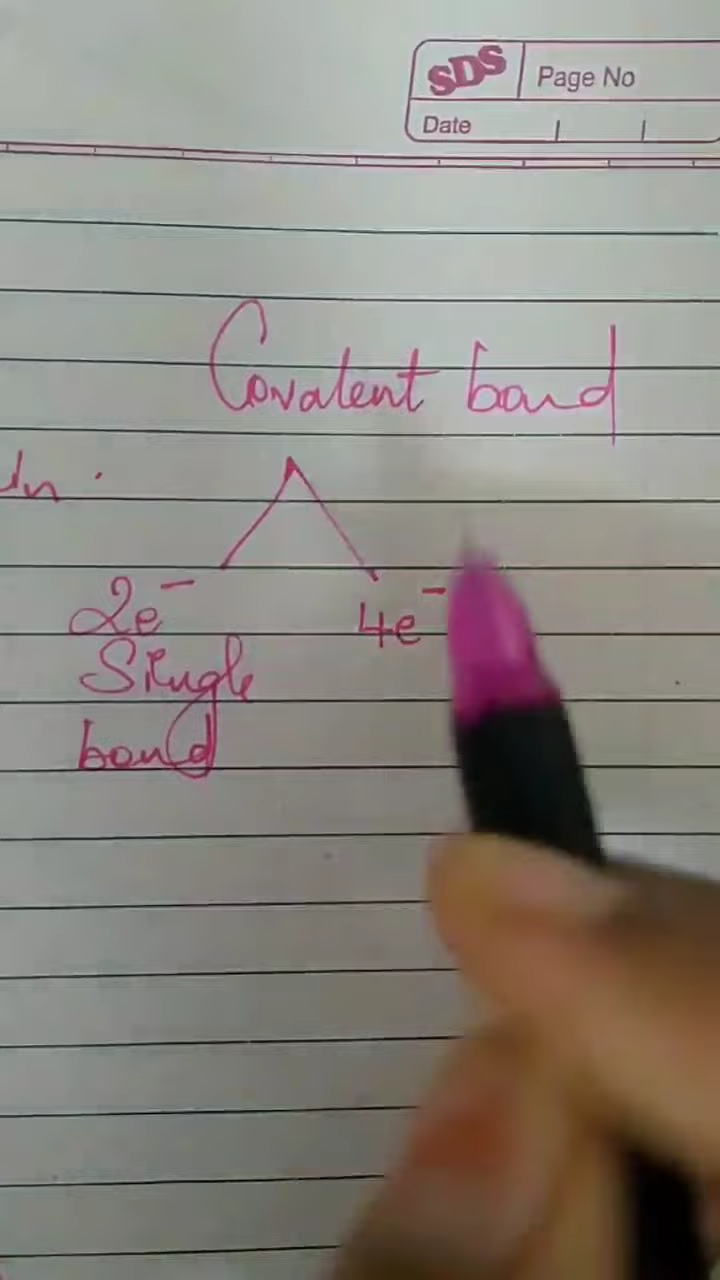 SDS
Page No
Date
Covalent bond
2e⁻
4e⁻
Single
bond